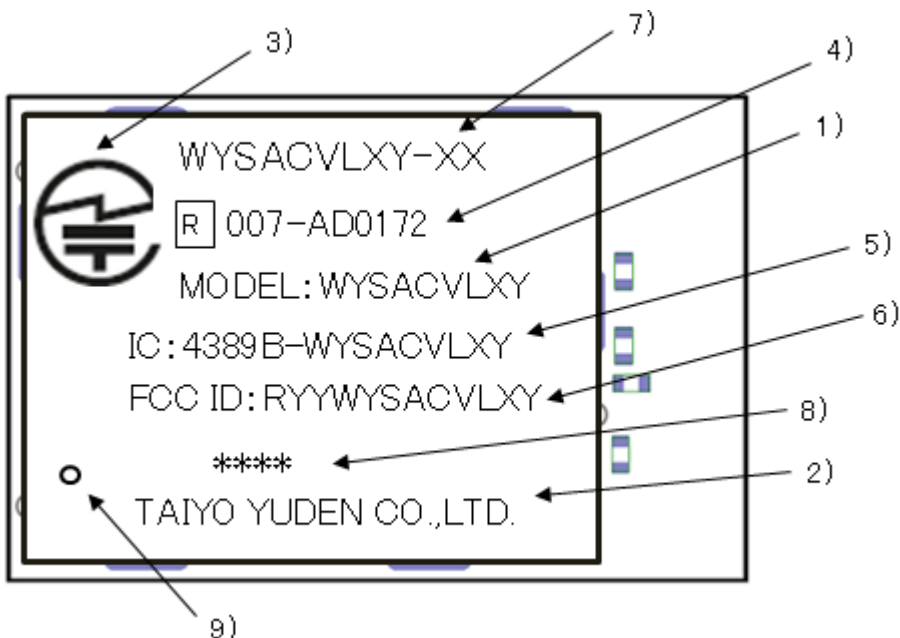 3)
7)
4)
1)
WYSACVLXY-XX
R 007-AD0172
5)
MODEL:WYSACVLXY
6)
IC:4389B-WYSACVLXY
FCC ID:RYYWYSACVLXY
8)
****
2)
TAIYO YUDEN CO.,LTD.
9)